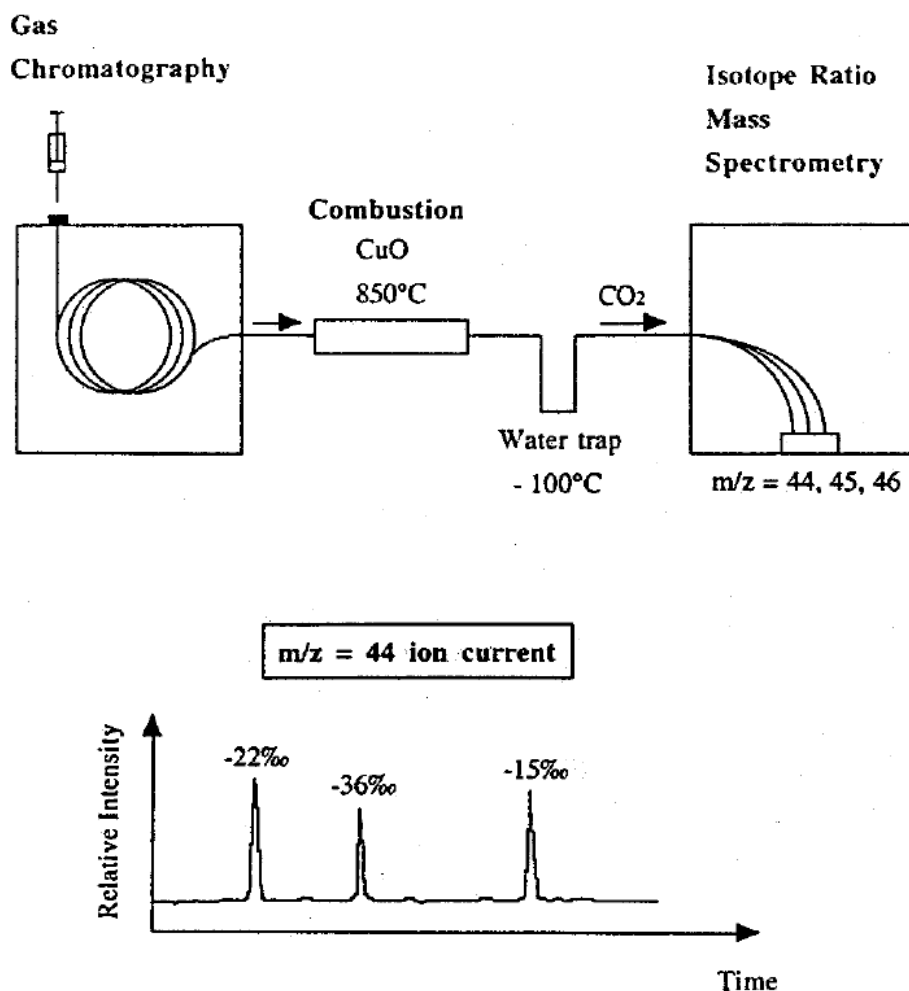 Gas
Chromatography
Isotope Ratio
Mass
Spectrometry
Combustion
CuO
850°C
CO₂
Water trap
- 100°C
m/z = 44, 45, 46
m/z = 44 ion current
Relative Intensity
-22‰
-36‰
-15‰
Time